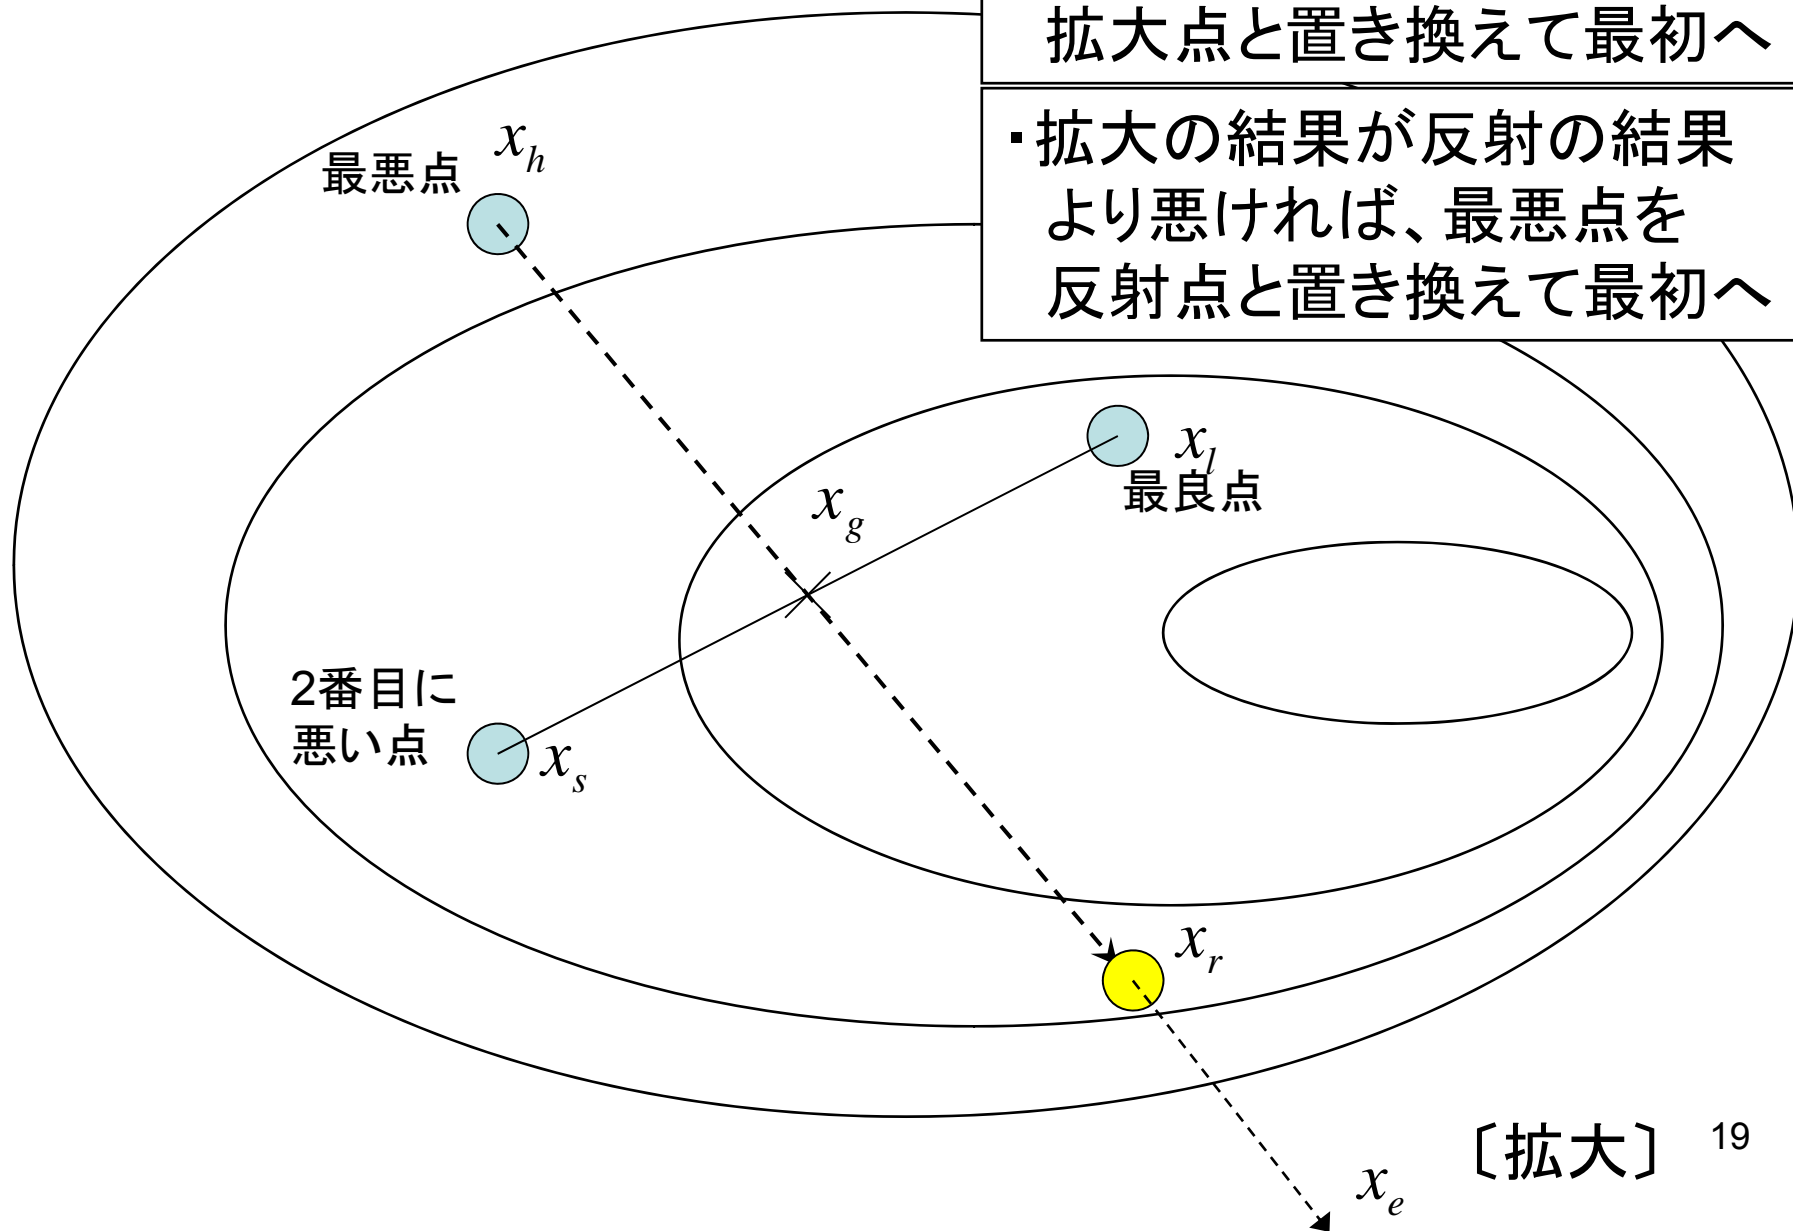 拡大点と置き換えて最初へ
・拡大の結果が反射の結果
より悪ければ、最悪点を
反射点と置き換えて最初へ
x_h
最悪点
x_l
最良点
x_g
2番目に
悪い点
x_s
x_r
〔拡大〕
19
x_e